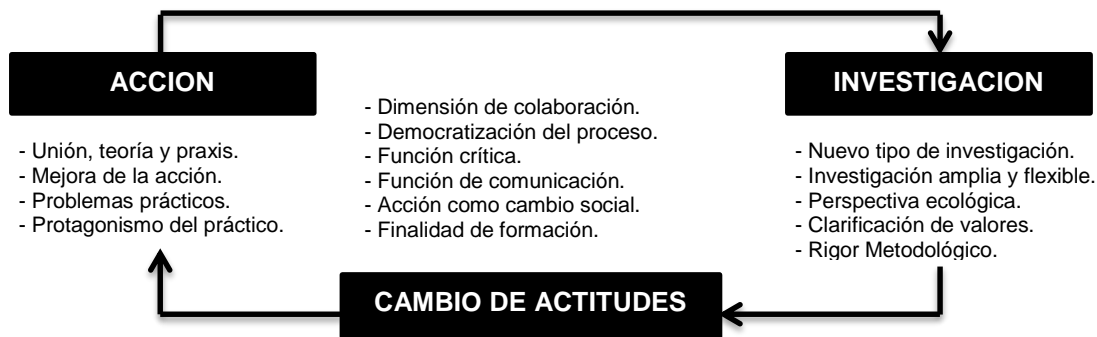 ACCION
- Unión, teoría y praxis.
- Mejora de la acción.
- Problemas prácticos.
- Protagonismo del práctico.
- Dimensión de colaboración.
- Democratización del proceso.
- Función crítica.
- Función de comunicación.
- Acción como cambio social.
- Finalidad de formación.
INVESTIGACION
- Nuevo tipo de investigación.
- Investigación amplia y flexible.
- Perspectiva ecológica.
- Clarificación de valores.
- Rigor Metodológico.
CAMBIO DE ACTITUDES